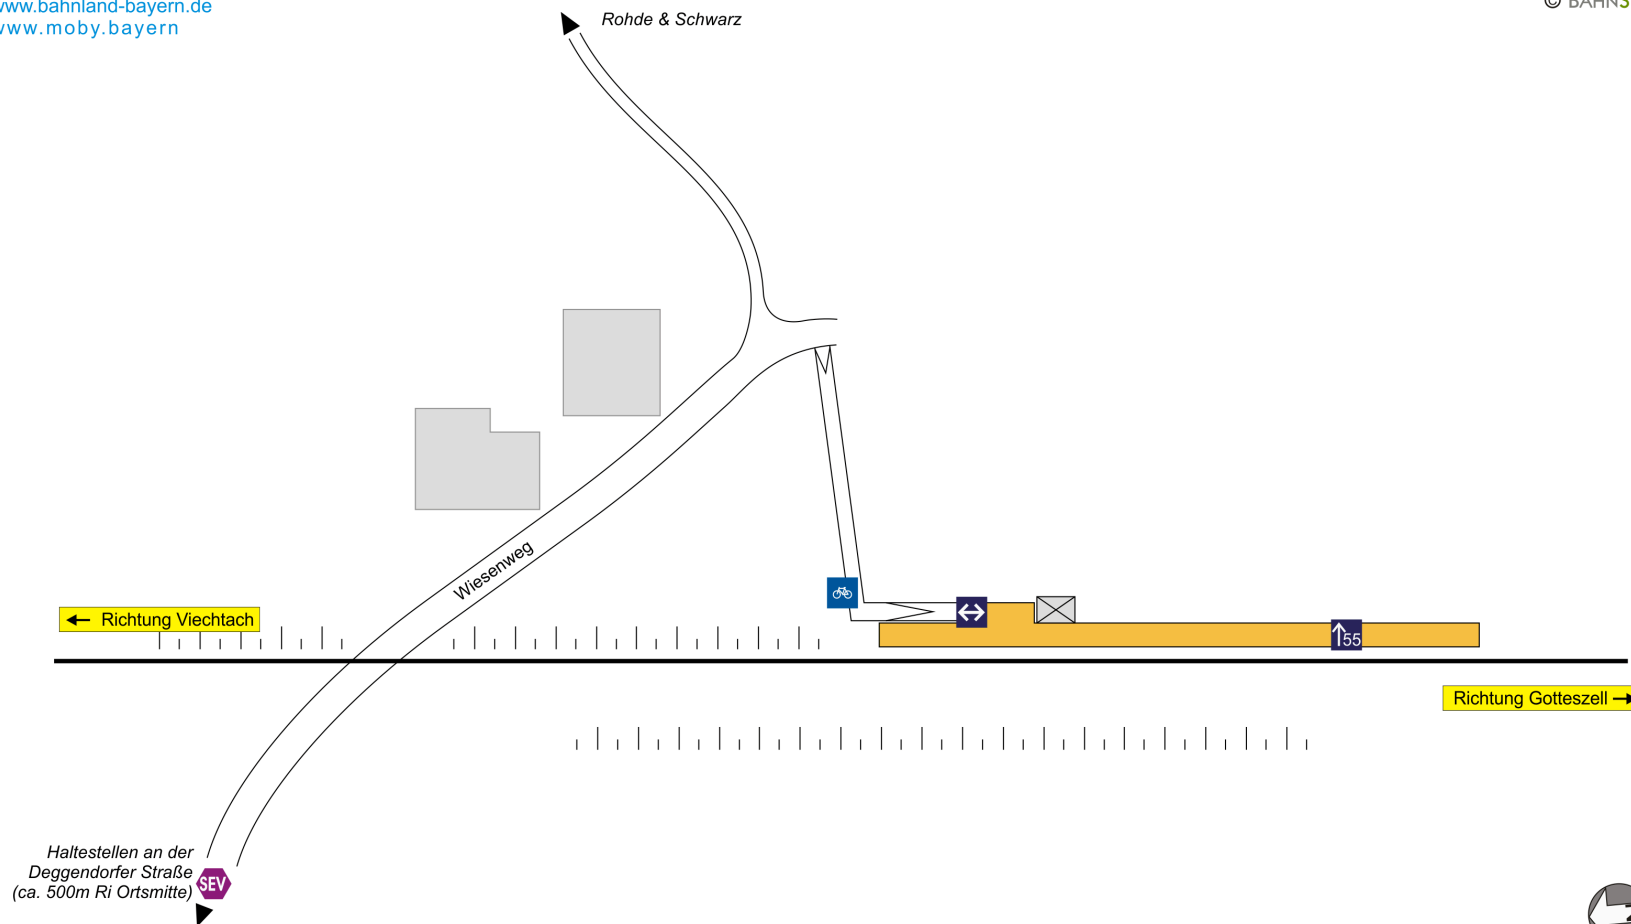 www.bahnland-bayern.de
www.moby.bayern
Rohde & Schwarz
© BAHNS
Wiesenweg
← Richtung Viechtach
55
Richtung Gotteszell →
Haltestellen an der
Deggendorfer Straße
(ca. 500m Ri Ortsmitte)
SEV